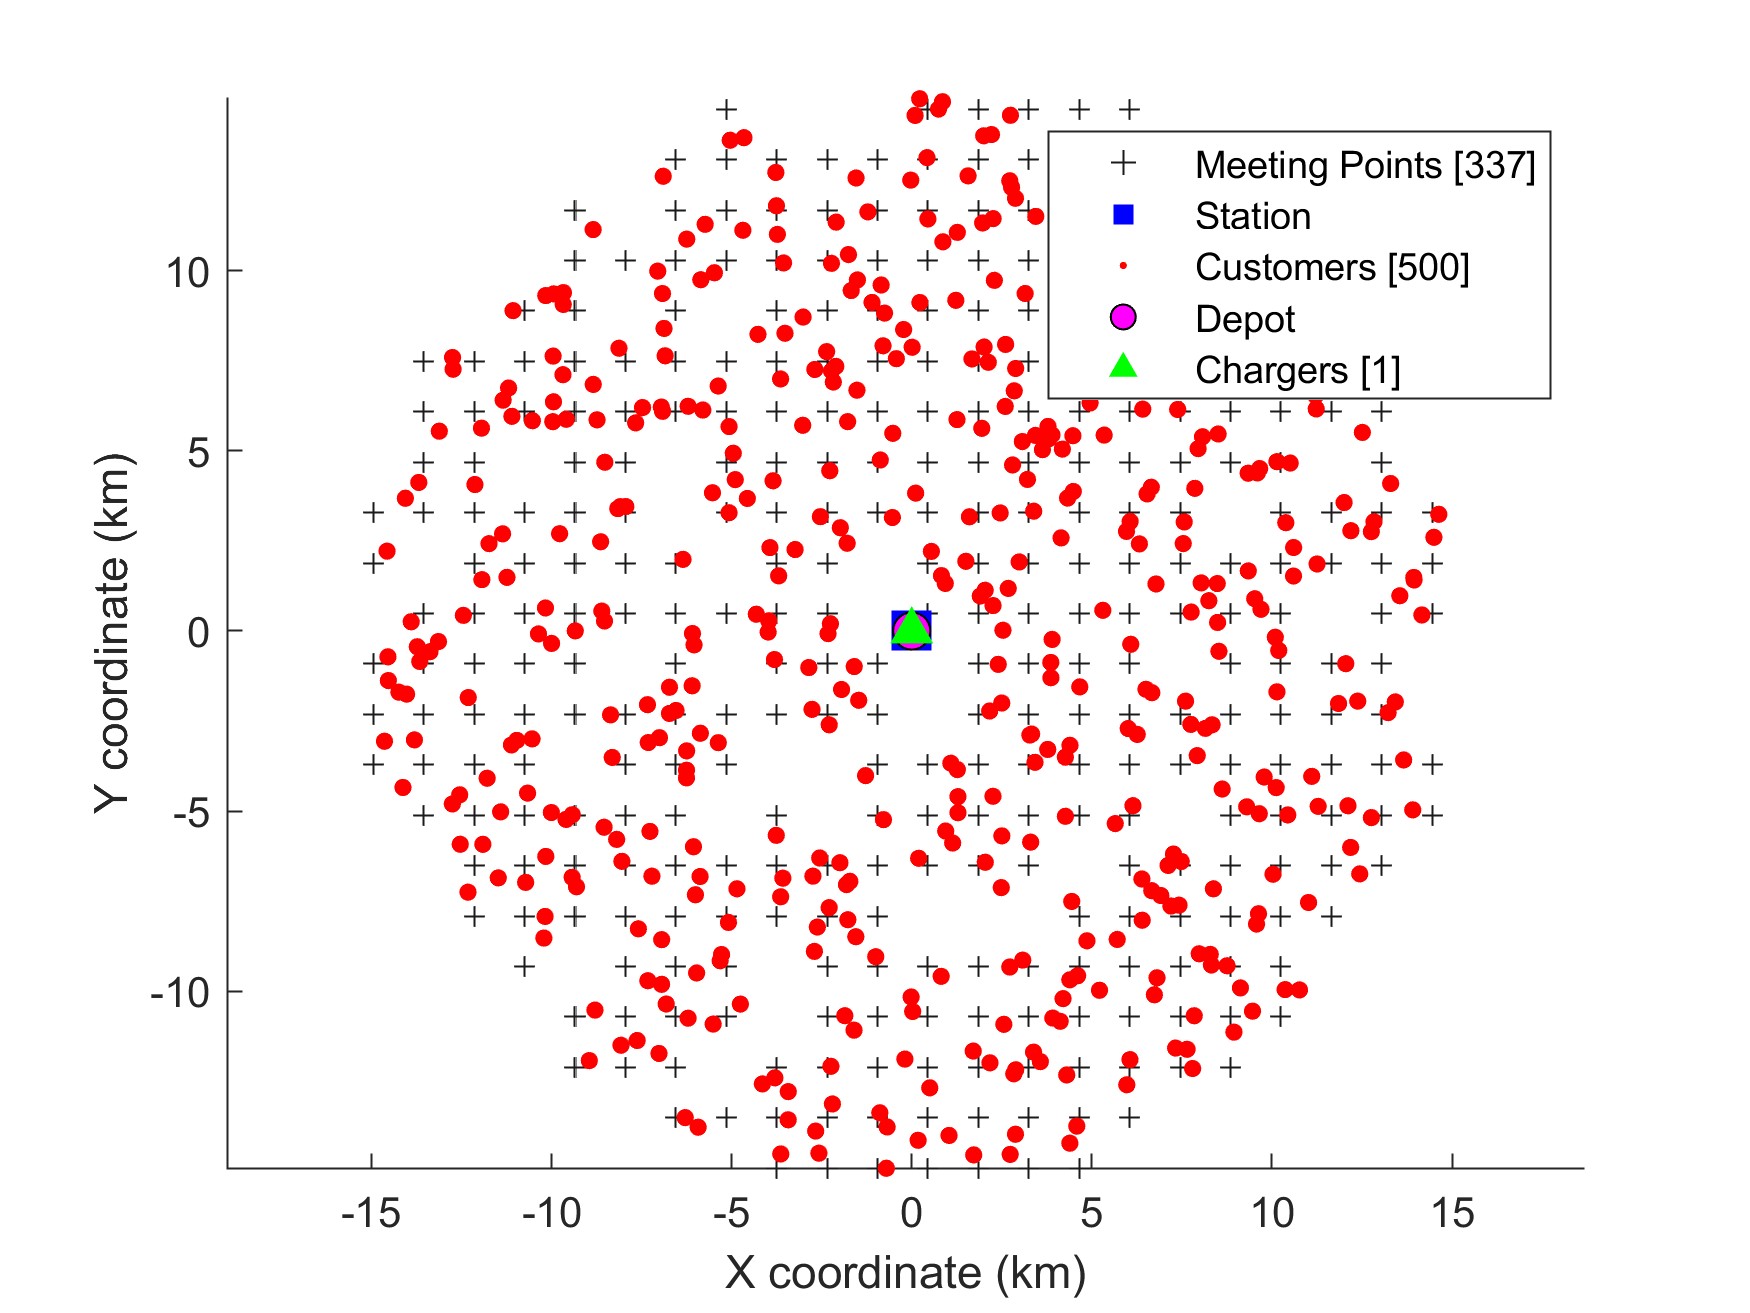 Meeting Points [337]
Station
Customers [500]
Depot
Chargers [1]
10
5
0
-5
-10
Y coordinate (km)
-15 -10 -5 0 5 10 15
X coordinate (km)